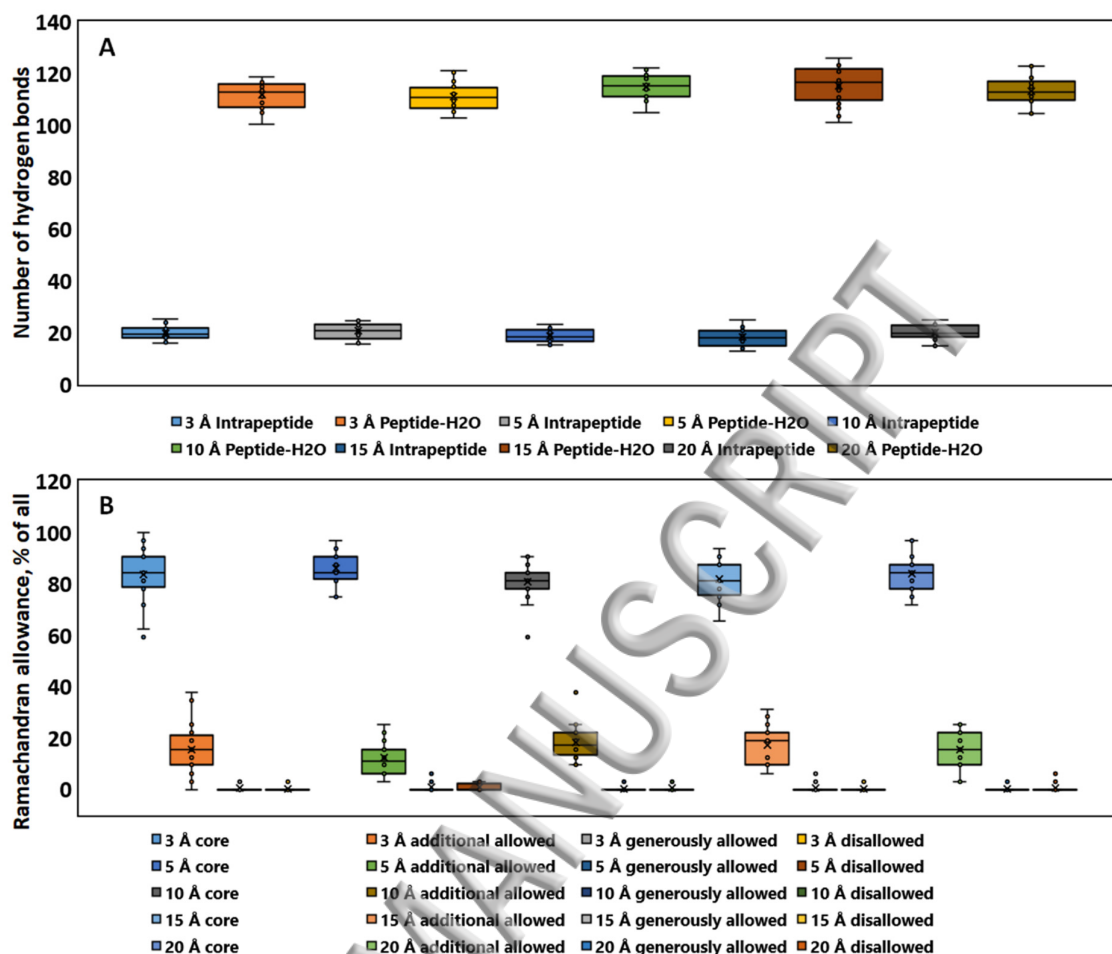 140
A
120
100
80
60
40
20
0
Number of hydrogen bonds
3 Å Intrapeptide 3 Å Peptide-H2O 5 Å Intrapeptide 5 Å Peptide-H2O 10 Å Intrapeptide
10 Å Peptide-H2O 15 Å Intrapeptide 15 Å Peptide-H2O 20 Å Intrapeptide 20 Å Peptide-H2O
120
B
100
80
60
40
20
0
Ramachandran allowance, % of all
3 Å core 3 Å additional allowed 3 Å generously allowed 3 Å disallowed
5 Å core 5 Å additional allowed 5 Å generously allowed 5 Å disallowed
10 Å core 10 Å additional allowed 10 Å generously allowed 10 Å disallowed
15 Å core 15 Å additional allowed 15 Å generously allowed 15 Å disallowed
20 Å core 20 Å additional allowed 20 Å generously allowed 20 Å disallowed
MANUSCRIPT